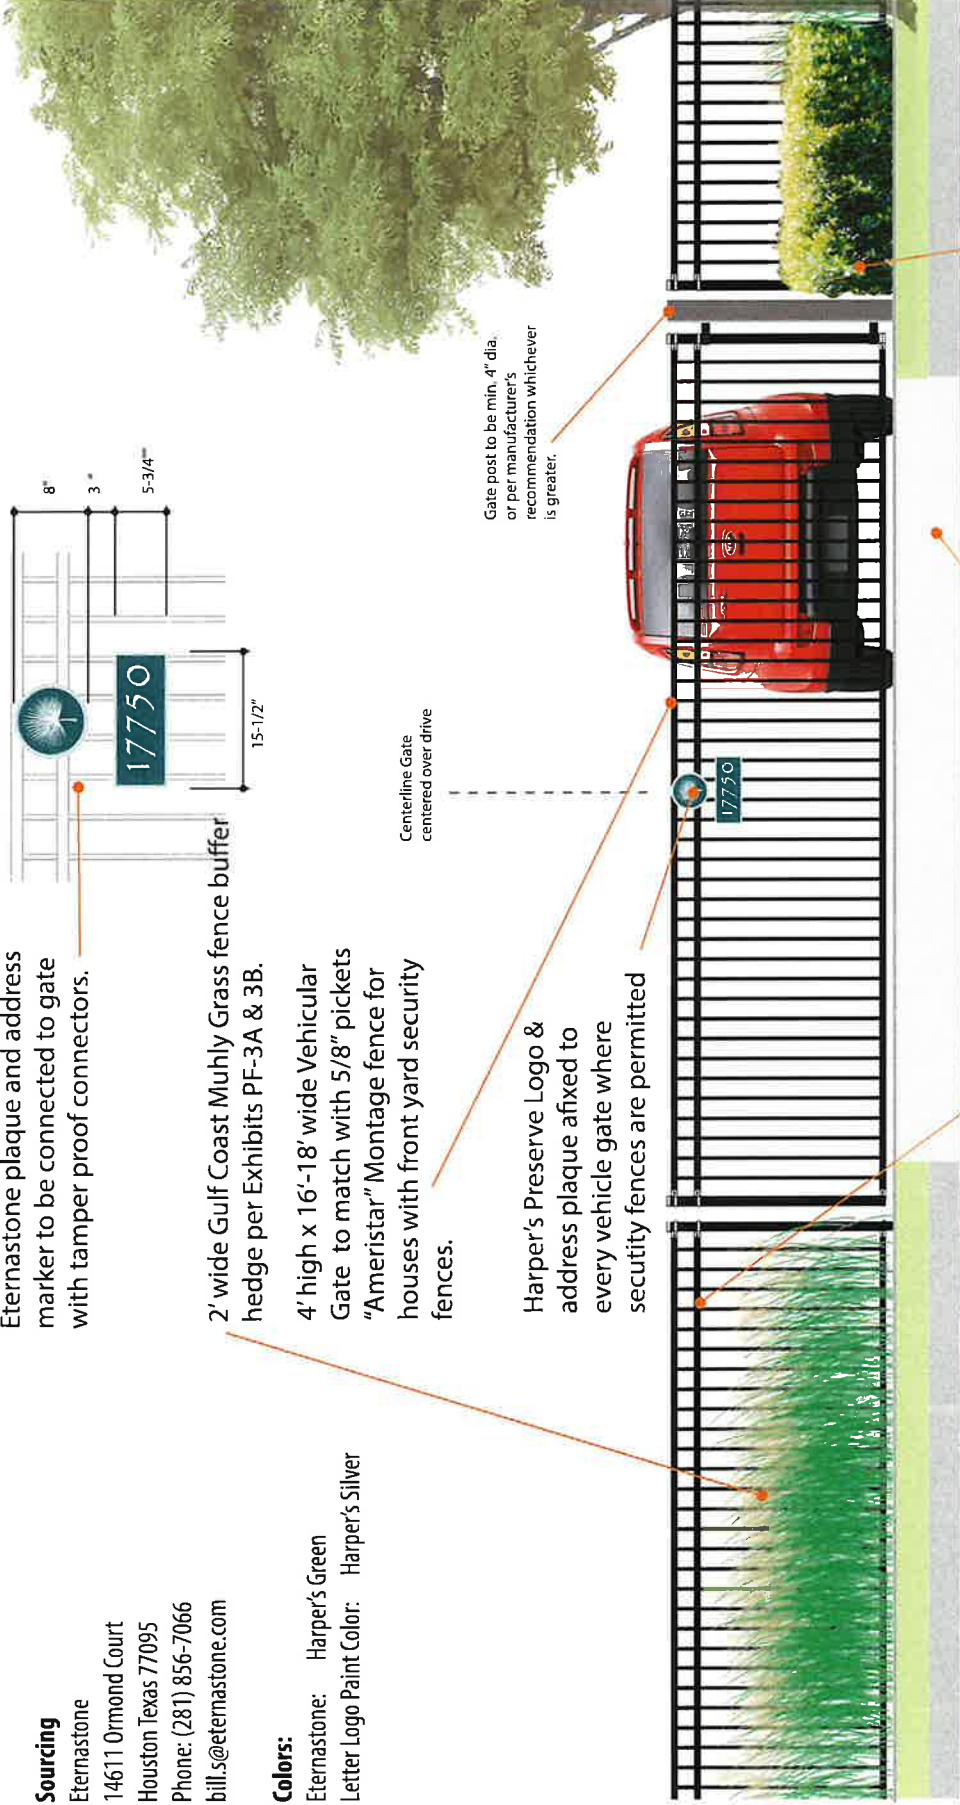 Sourcing
Eternastone
14611 Ormond Court
Houston Texas 77095
Phone: (281) 856-7066
bill.s@eternastone.com
Colors:
Eternastone: Harper's Green
Letter Logo Paint Color: Harper's Silver
Eternastone plaque and address
marker to be connected to gate
with tamper proof connectors.
2' wide Gulf Coast Muhly Grass fence buffer
hedge per Exhibits PF-3A & 3B.
4' high x 16'-18' wide Vehicular
Gate to match with 5/8" pickets
"Ameristar" Montage fence for
houses with front yard security
fences.
Harper's Preserve Logo &
address plaque afixed to
every vehicle gate where
secutity fences are permitted
17750
8"
3 "
5-3/4"
15-1/2"
Centerline Gate
centered over drive
Gate post to be min. 4" dia.
or per manufacturer's
recommendation whichever
is greater.
17750